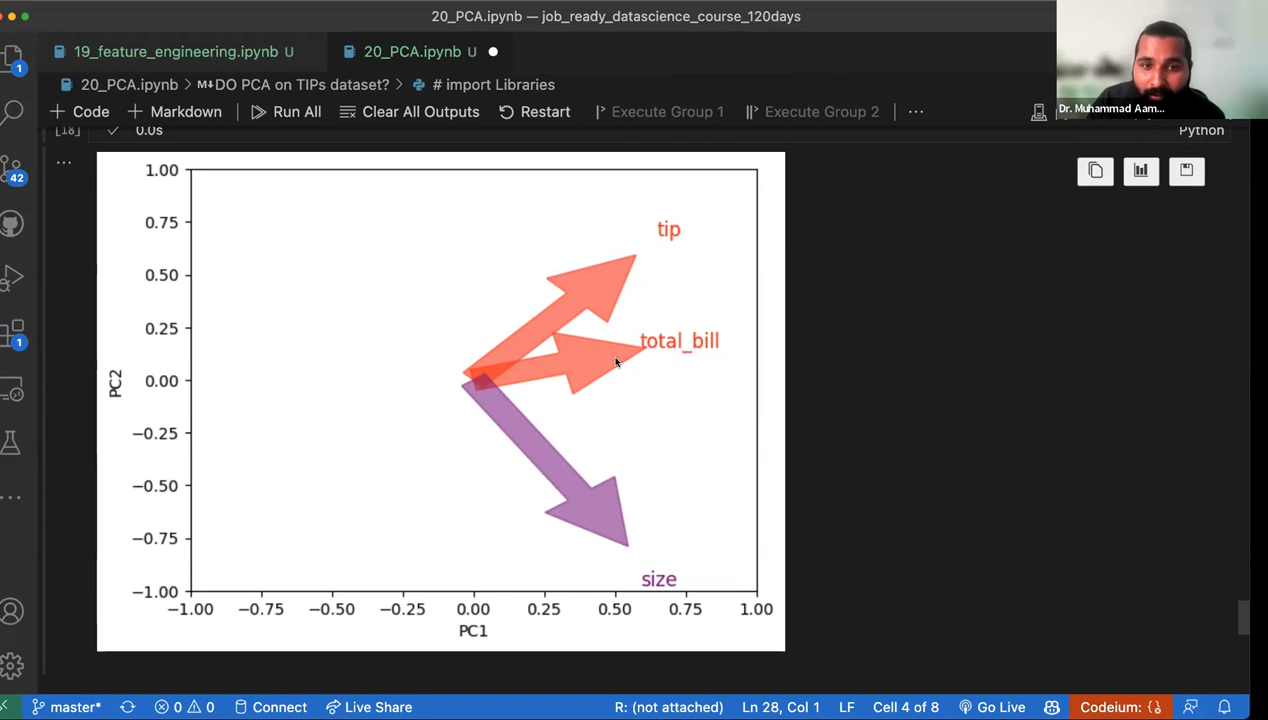 20_PCA.ipynb — job_ready_datascience_course_120days
19_feature_engineering.ipynb U
20_PCA.ipynb U
20_PCA.ipynb > M↓DO PCA on TIPs dataset? > # import Libraries
+ Code + Markdown Run All Clear All Outputs Restart Execute Group 1 Execute Group 2 ...
Dr. Muhammad Aam...
[18] ✓ 0.0s
Python
...
1
42
1
...
1.00
0.75
0.50
0.25
0.00
−0.25
−0.50
−0.75
−1.00
PC2
tip
total_bill
size
−1.00 −0.75 −0.50 −0.25 0.00 0.25 0.50 0.75 1.00
PC1
master* 0 0 Connect Live Share R: (not attached) Ln 28, Col 1 LF Cell 4 of 8 Go Live Codeium: {}